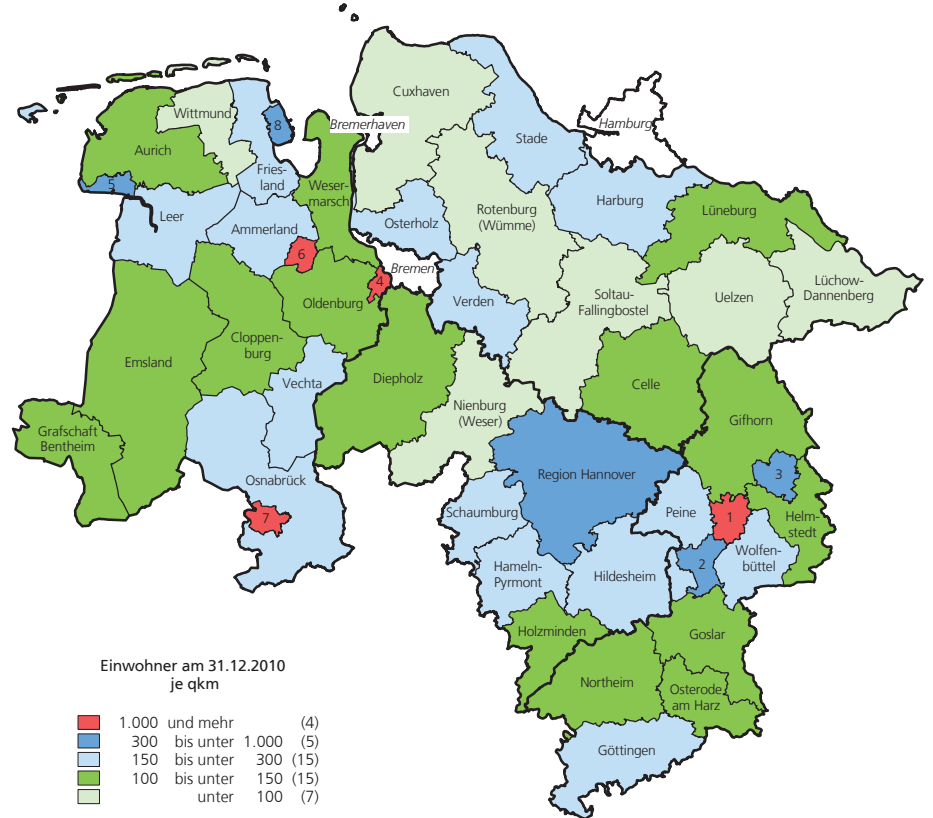 Cuxhaven
Wittmund
8
Bremerhaven
Hamburg
Stade
Aurich
Fries-
land
Weser-
marsch
5
Leer
Ammerland
Osterholz
Rotenburg
(Wümme)
Harburg
Lüneburg
6
Bremen
4
Oldenburg
Verden
Soltau-
Fallingbostel
Uelzen
Lüchow-
Dannenberg
Emsland
Cloppen-
burg
Vechta
Diepholz
Celle
Nienburg
(Weser)
Gifhorn
Grafschaft
Bentheim
Osnabrück
Region Hannover
3
7
Schaumburg
Peine
1
Helm-
stedt
Hameln-
Pyrmont
Hildesheim
2
Wolfen-
büttel
Holzminden
Goslar
Northeim
Osterode
am Harz
Göttingen
Einwohner am 31.12.2010
je qkm
1.000 und mehr (4)
300 bis unter 1.000 (5)
150 bis unter 300 (15)
100 bis unter 150 (15)
unter 100 (7)